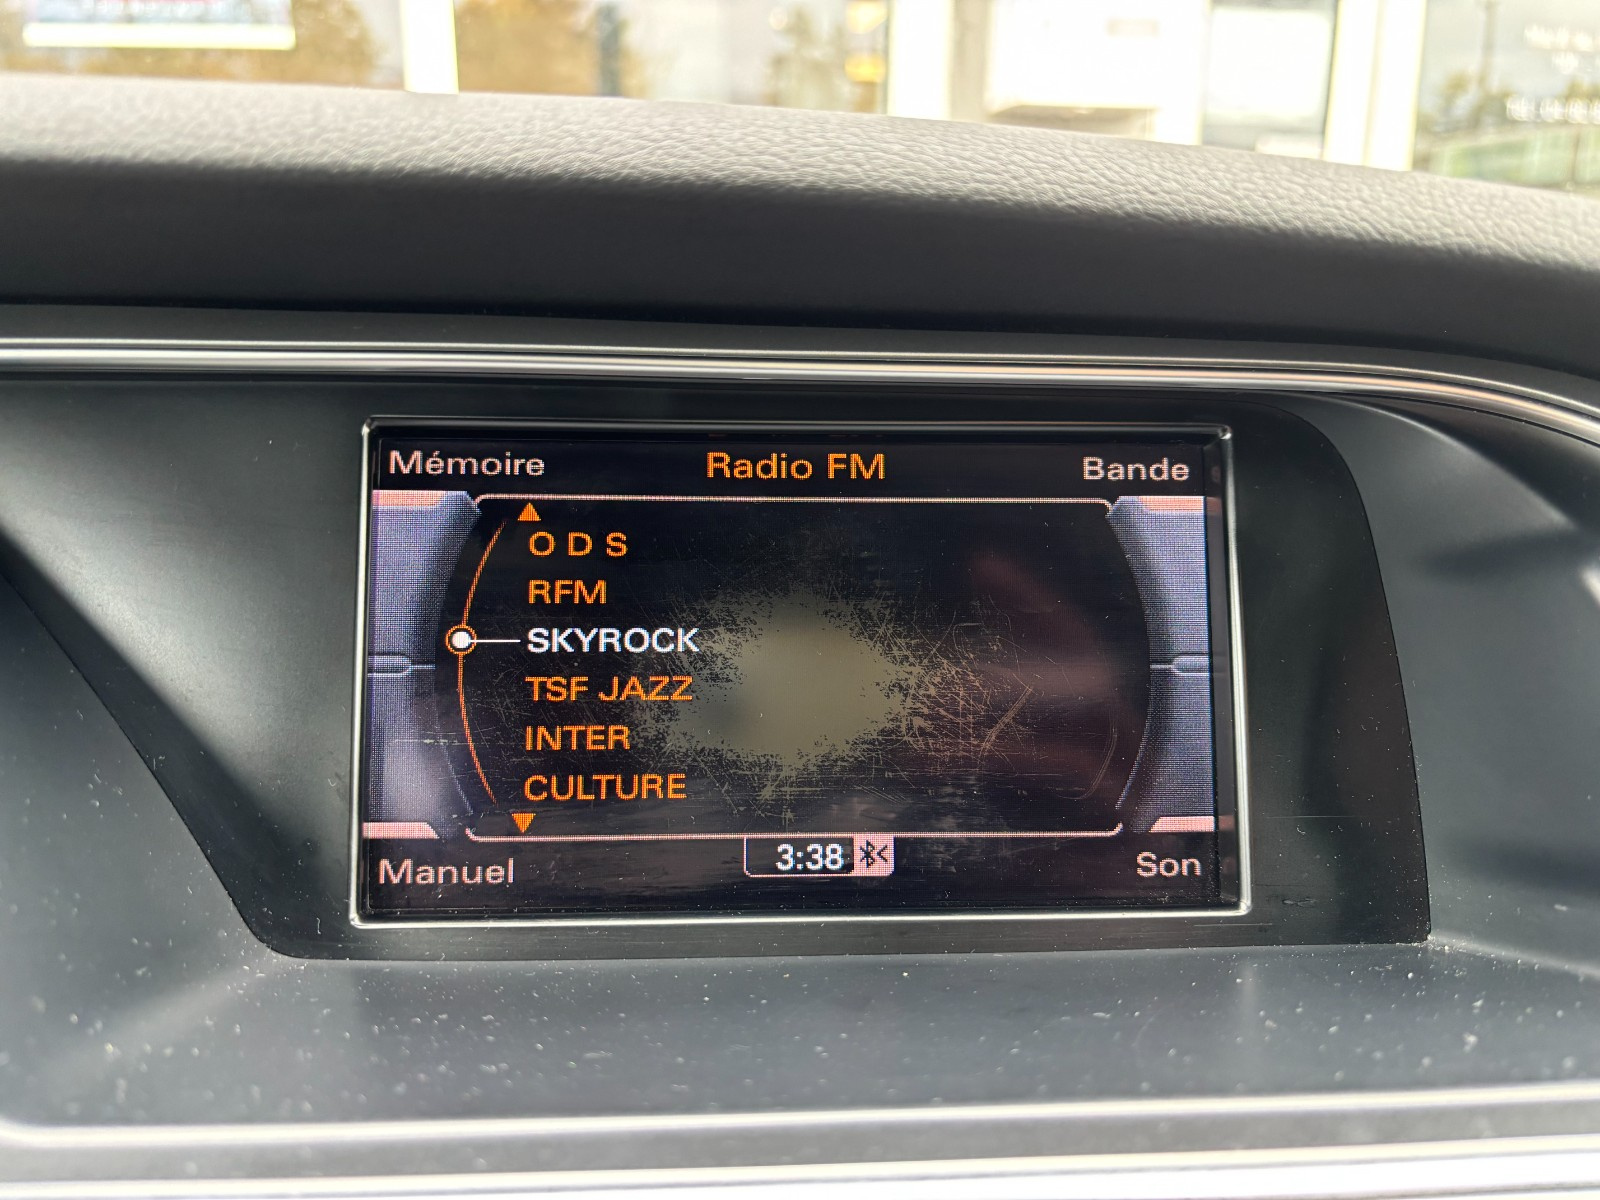 Mémoire
Radio FM
Bande
O D S
RFM
SKYROCK
TSF JAZZ
INTER
CULTURE
Manuel
3:38
Son